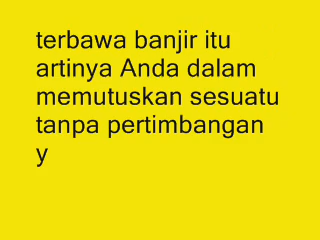 terbawa banjir itu
artinya Anda dalam
memutuskan sesuatu
tanpa pertimbangan
y